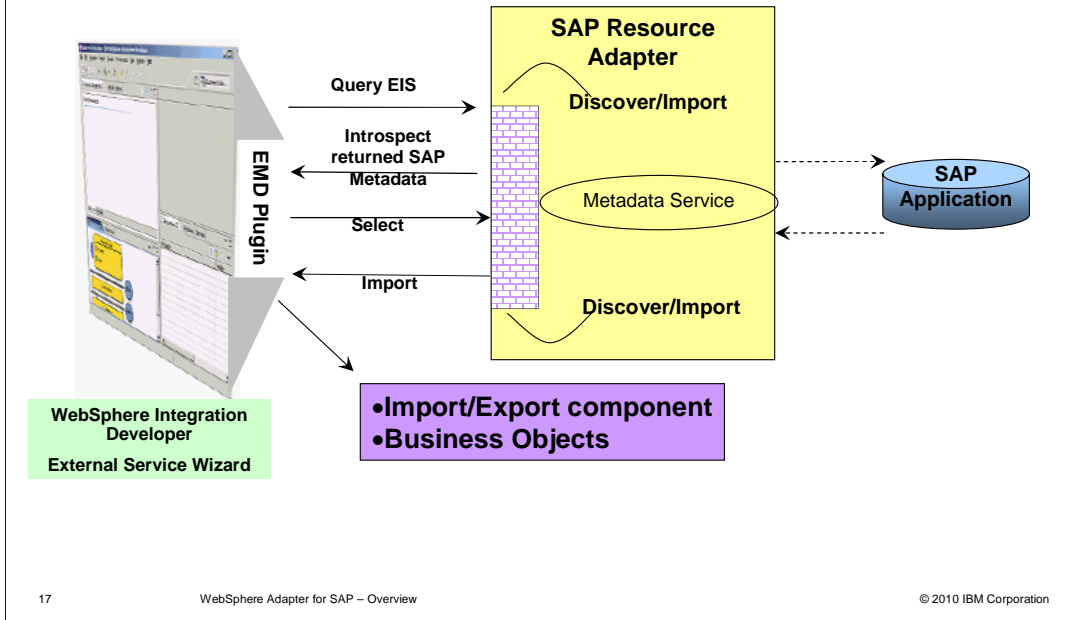 SAP Resource
Adapter
Discover/Import
Query EIS
Introspect
returned SAP
Metadata
Select
Import
EMD Plugin
Metadata Service
SAP
Application
Discover/Import
•Import/Export component
•Business Objects
WebSphere Integration
Developer
External Service Wizard
17
WebSphere Adapter for SAP – Overview
© 2010 IBM Corporation